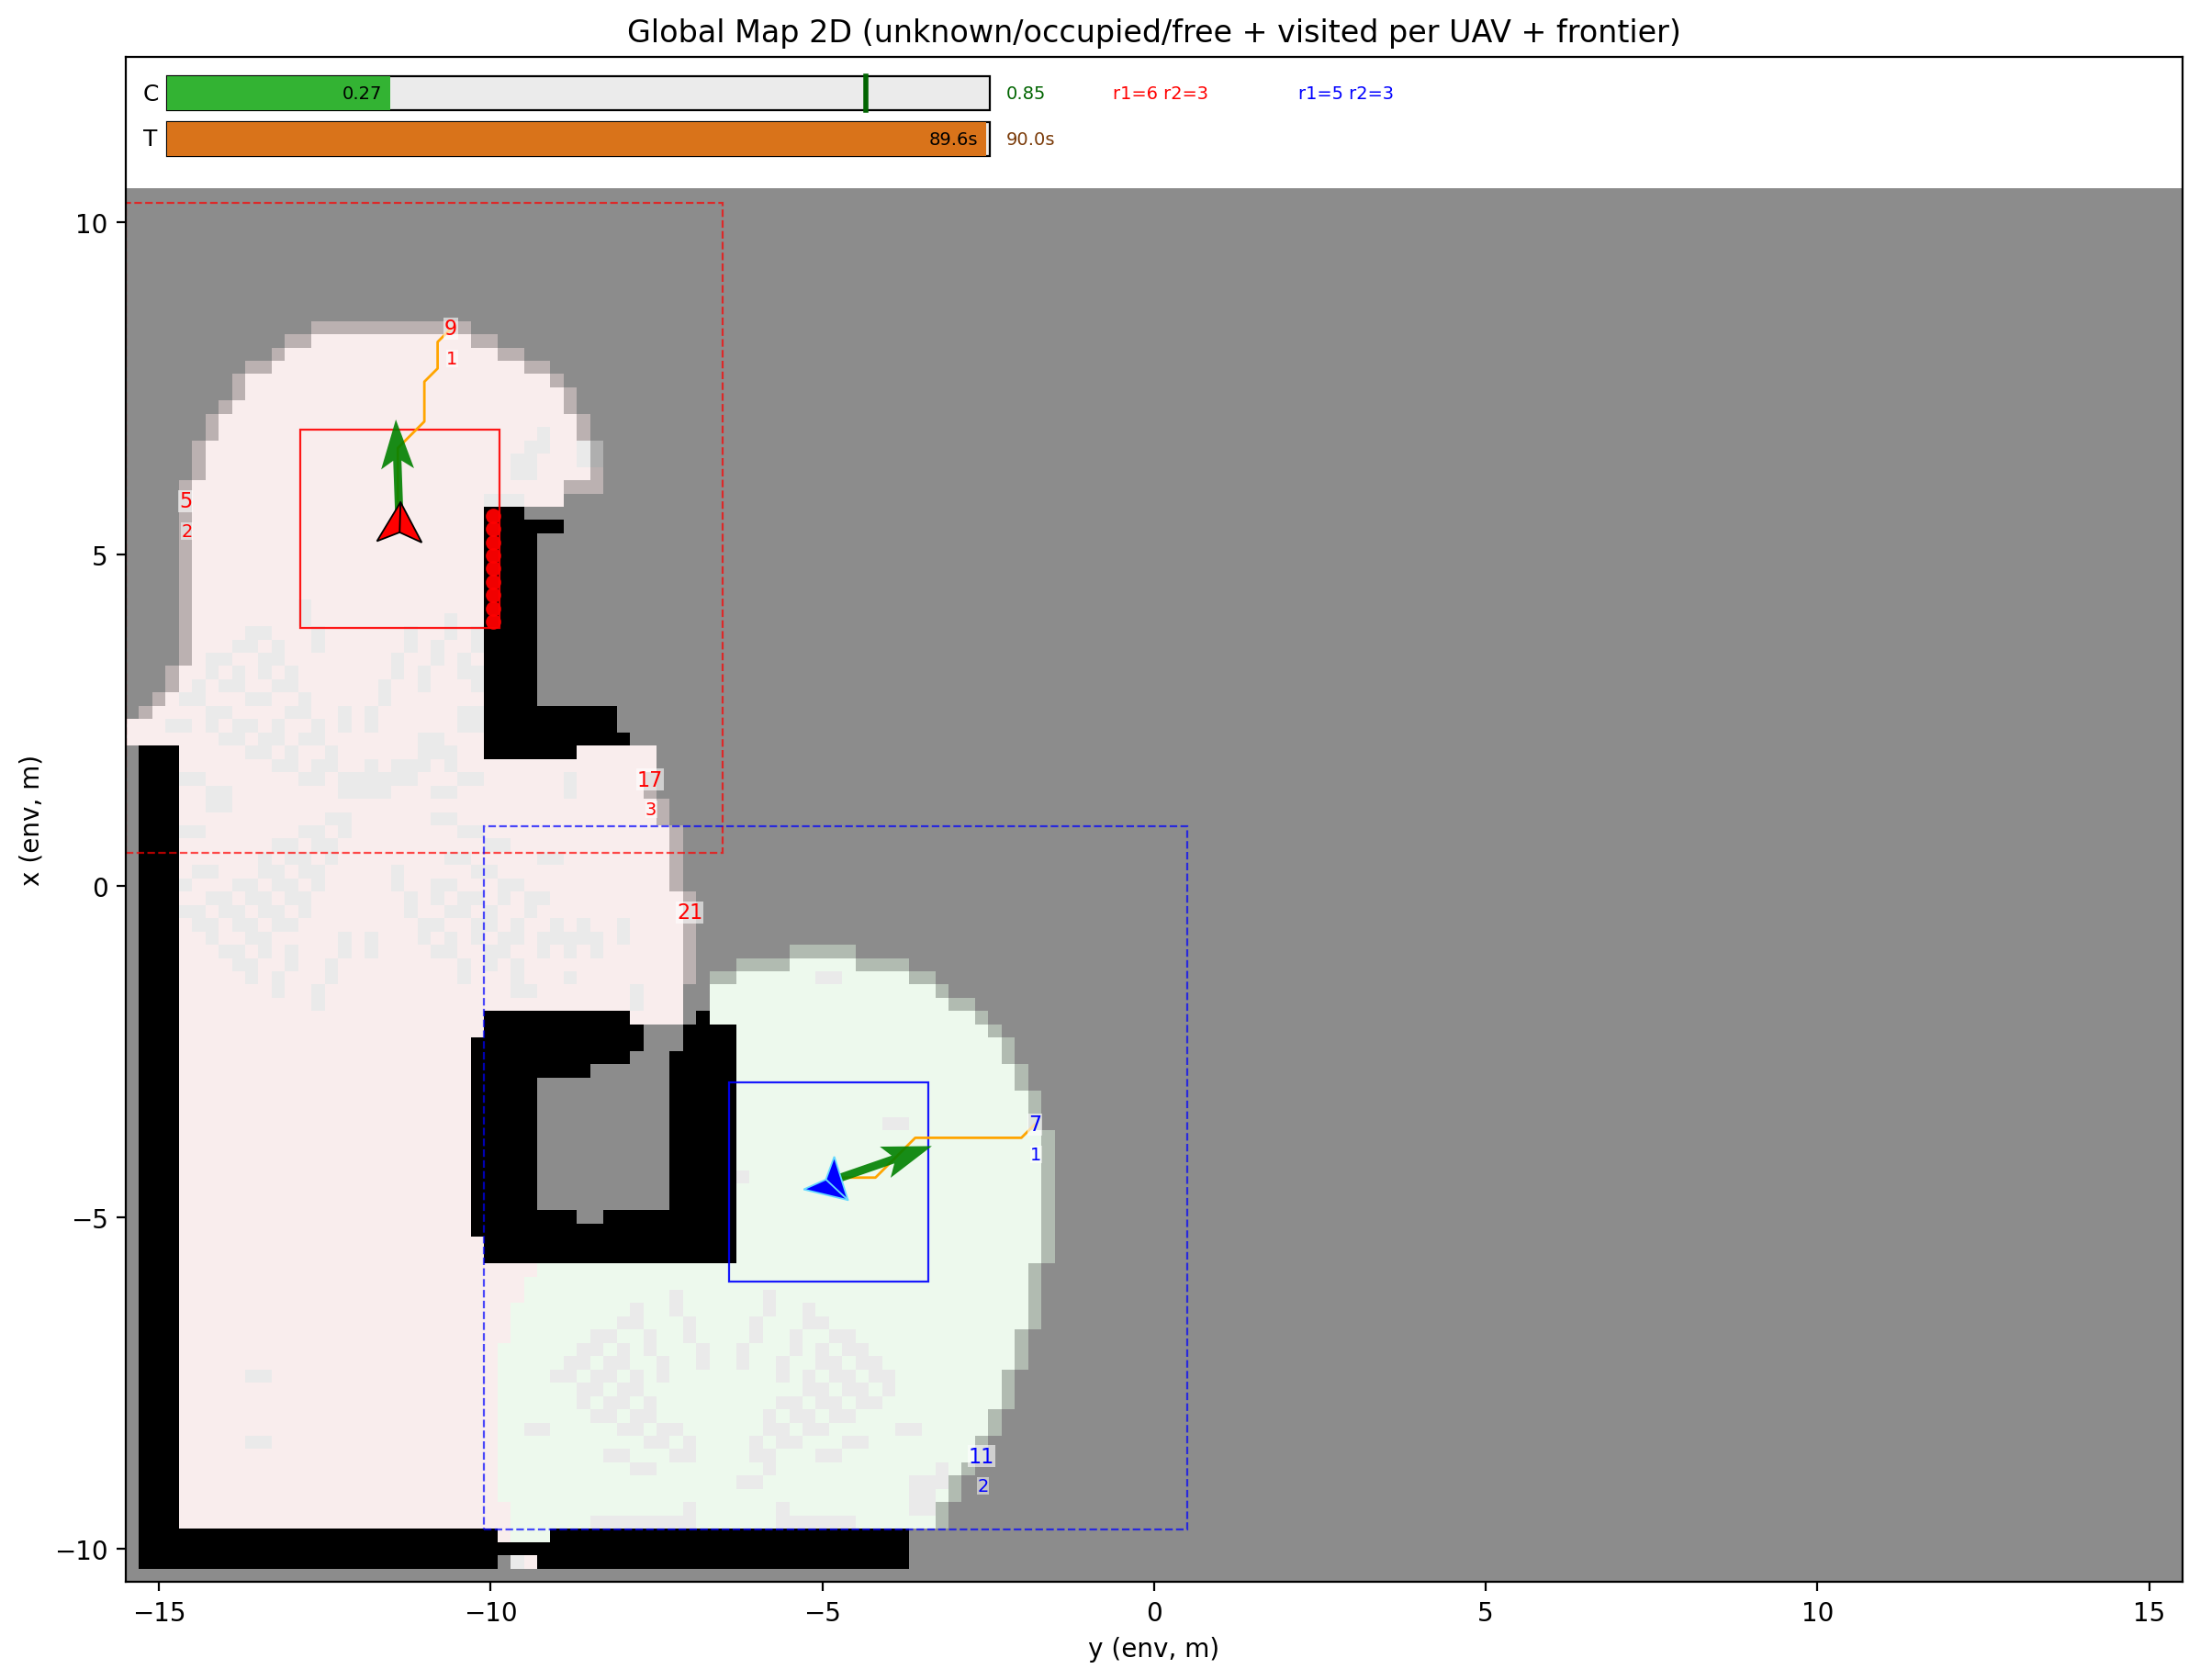 Global Map 2D (unknown/occupied/free + visited per UAV + frontier)
C 0.27 0.85 r1=6 r2=3 r1=5 r2=3
T 89.6s 90.0s
10
9
1
5
2
5
17
3
0
21
7
1
−5
11
2
−10
−15 −10 −5 0 5 10 15
x (env, m)
y (env, m)